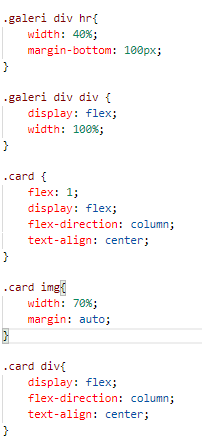 .galeri div hr{
    width: 40%;
    margin-bottom: 100px;
}

.galeri div div {
    display: flex;
    width: 100%;
}

.card {
    flex: 1;
    display: flex;
    flex-direction: column;
    text-align: center;
}

.card img{
    width: 70%;
    margin: auto;
}

.card div{
    display: flex;
    flex-direction: column;
    text-align: center;
}